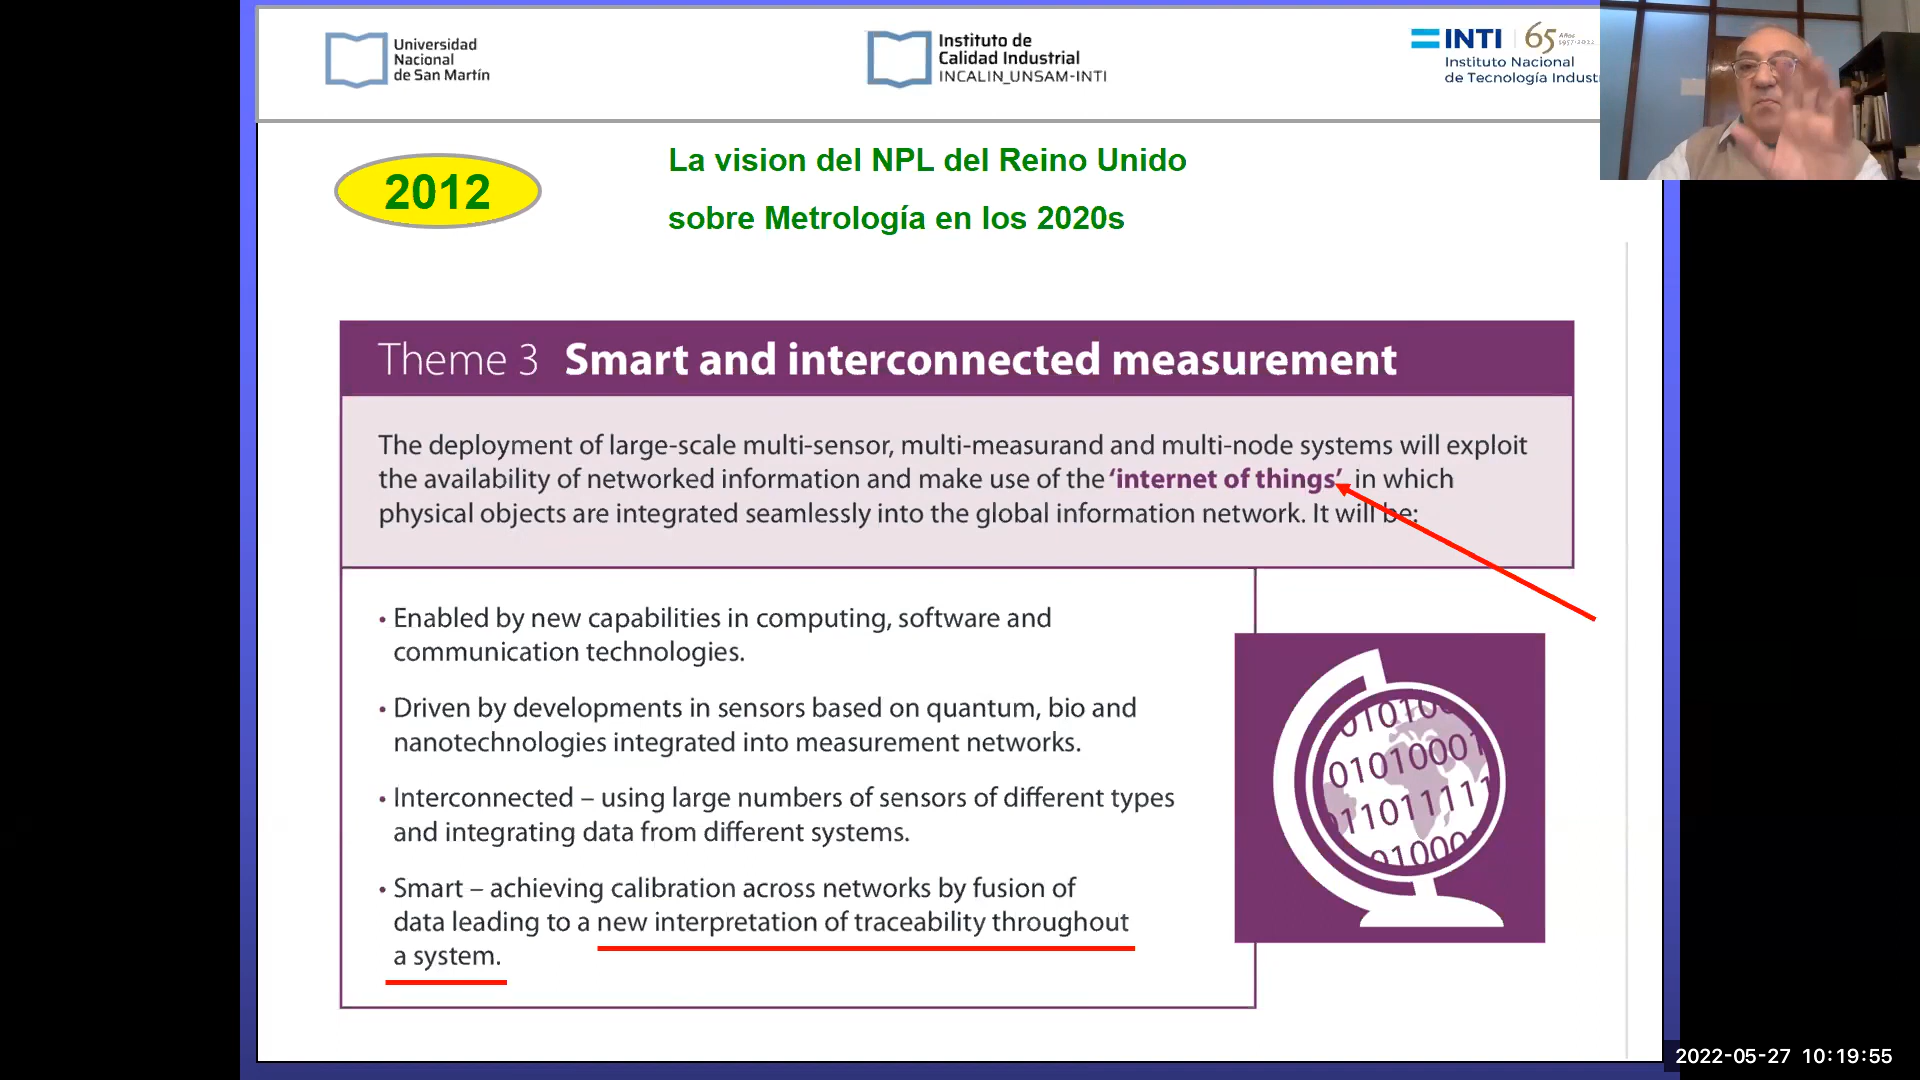 Universidad
Nacional
de San Martín
Instituto de
Calidad Industrial
INCALIN_UNSAM-INTI
INTI
65 Años
1957-2022
Instituto Nacional
de Tecnología Indust
2012
La vision del NPL del Reino Unido
sobre Metrología en los 2020s
Theme 3 Smart and interconnected measurement
The deployment of large-scale multi-sensor, multi-measurand and multi-node systems will exploit
the availability of networked information and make use of the ‘internet of things’, in which
physical objects are integrated seamlessly into the global information network. It will be:
• Enabled by new capabilities in computing, software and
communication technologies.
• Driven by developments in sensors based on quantum, bio and
nanotechnologies integrated into measurement networks.
• Interconnected – using large numbers of sensors of different types
and integrating data from different systems.
• Smart – achieving calibration across networks by fusion of
data leading to a new interpretation of traceability throughout
a system.
01010001
2022-05-27 10:19:55